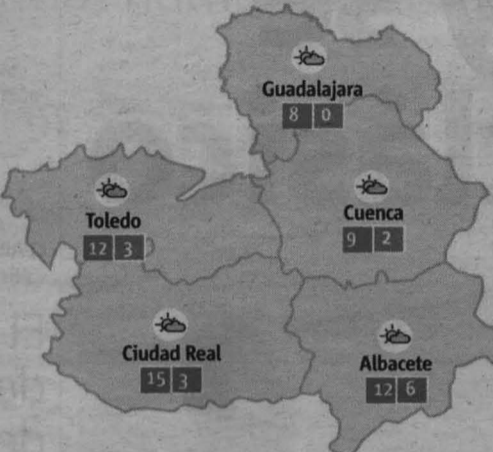 Guadalajara
8 0
Toledo
12 3
Cuenca
9 2
Ciudad Real
15 3
Albacete
12 6